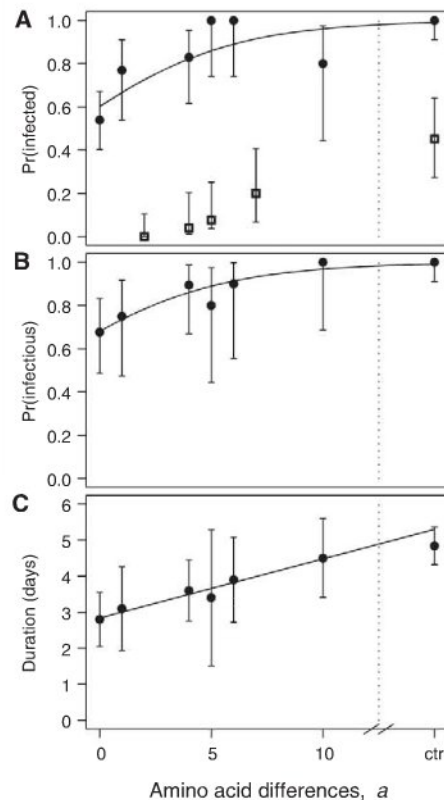 A
1.0
0.8
0.6
0.4
0.2
0.0
Pr(infected)
B
1.0
0.8
0.6
0.4
0.2
0.0
Pr(infectious)
C
6
5
4
3
2
1
0
Duration (days)
0 5 10 ctr
Amino acid differences, a